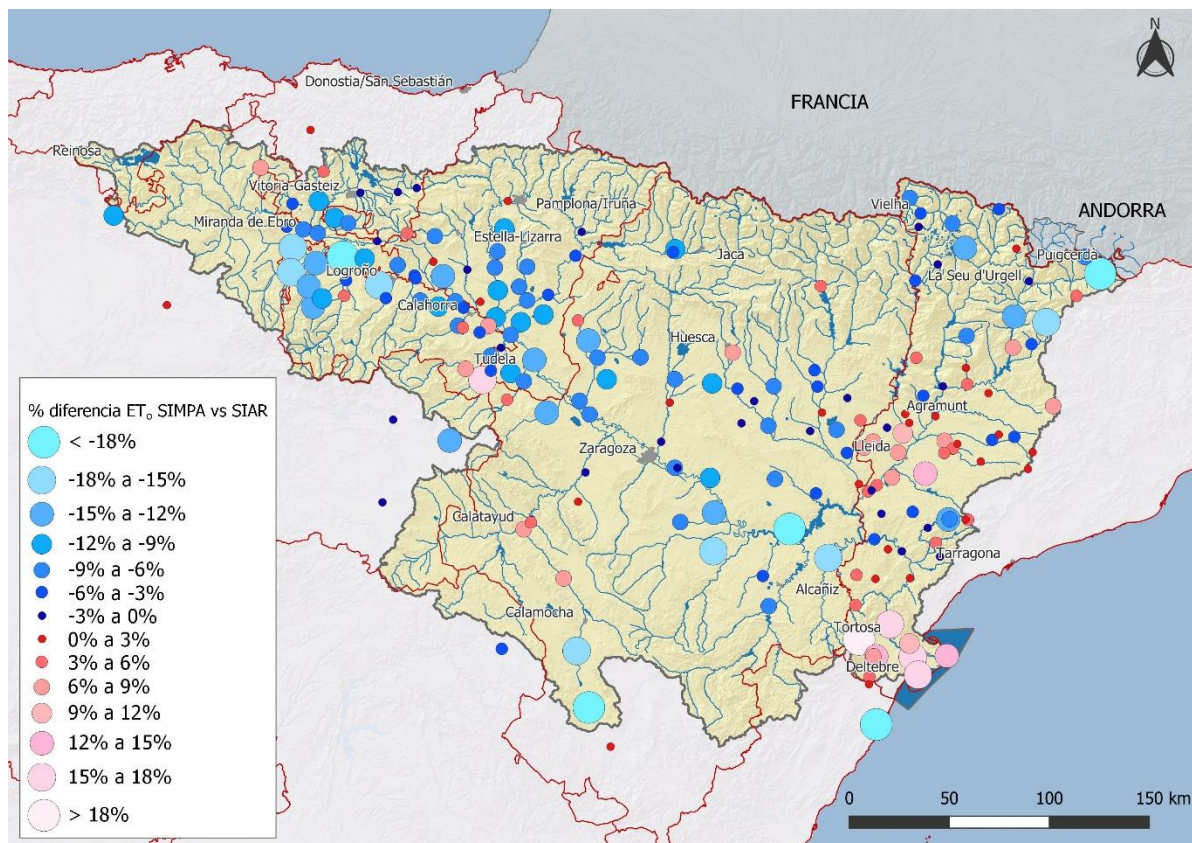 N
Donostia/San Sebastián
FRANCIA
Reinosa
Vitoria-Gasteiz
Pamplona/Iruña
Vielha
ANDORRA
Miranda de Ebro
Estella-Lizarra
Jaca
Puigcerdà
Logroño
La Seu d'Urgell
Calahorra
Huesca
Tudela
Agramunt
Zaragoza
Lleida
Calatayud
Tarragona
Alcañiz
Calamocha
Tortosa
Deltebre
% diferencia ETₒ SIMPA vs SIAR
< -18%
-18% a -15%
-15% a -12%
-12% a -9%
-9% a -6%
-6% a -3%
-3% a 0%
0% a 3%
3% a 6%
6% a 9%
9% a 12%
12% a 15%
15% a 18%
> 18%
0 50 100 150 km